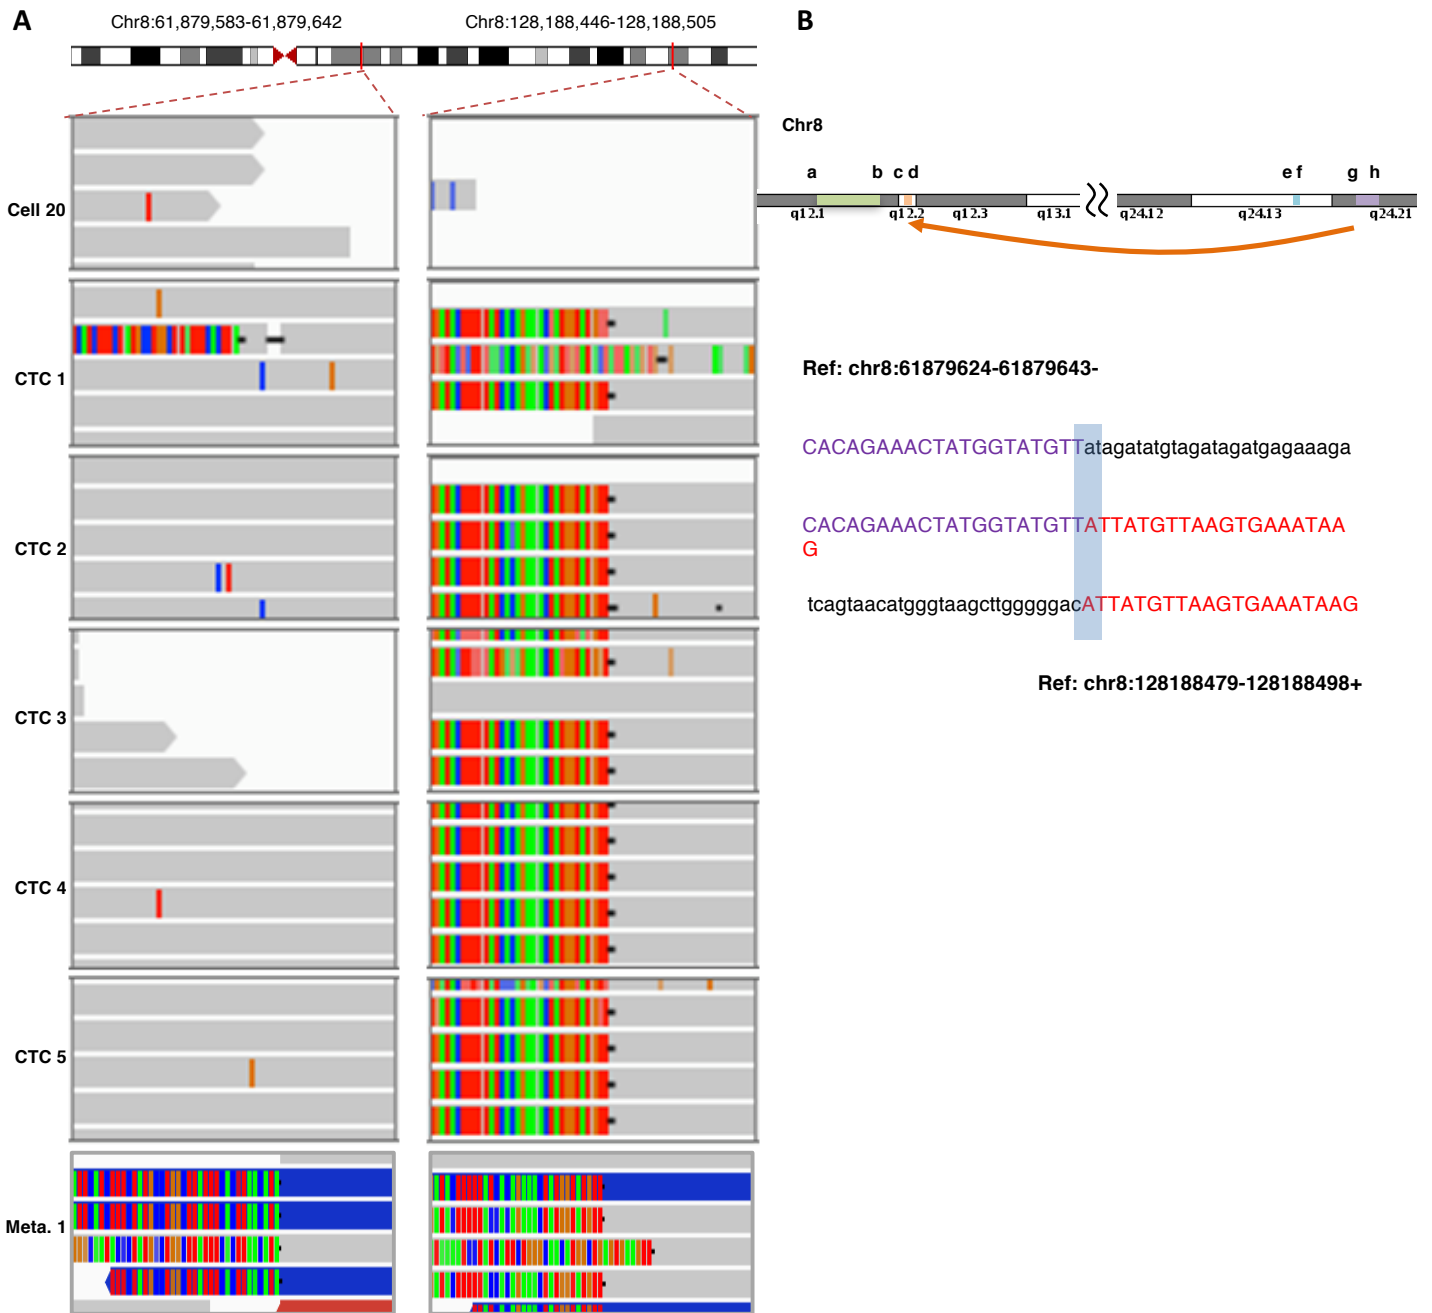 A
Chr8:61,879,583-61,879,642
Chr8:128,188,446-128,188,505
B
Chr8
a b c d e f g h
q12.1 q12.2 q12.3 q13.1 q24.12 q24.13 q24.21
Cell 20
CTC 1
CTC 2
CTC 3
CTC 4
CTC 5
Meta. 1
Ref: chr8:61879624-61879643-
CACAGAAACTATGGTATGTTatagatatgtagatagatgagaaaga
CACAGAAACTATGGTATGTTATTATGTTAAGTGAAATAA
G
tcagtaacatgggtaagcttgggggacATTATGTTAAGTGAAATAAG
Ref: chr8:128188479-128188498+